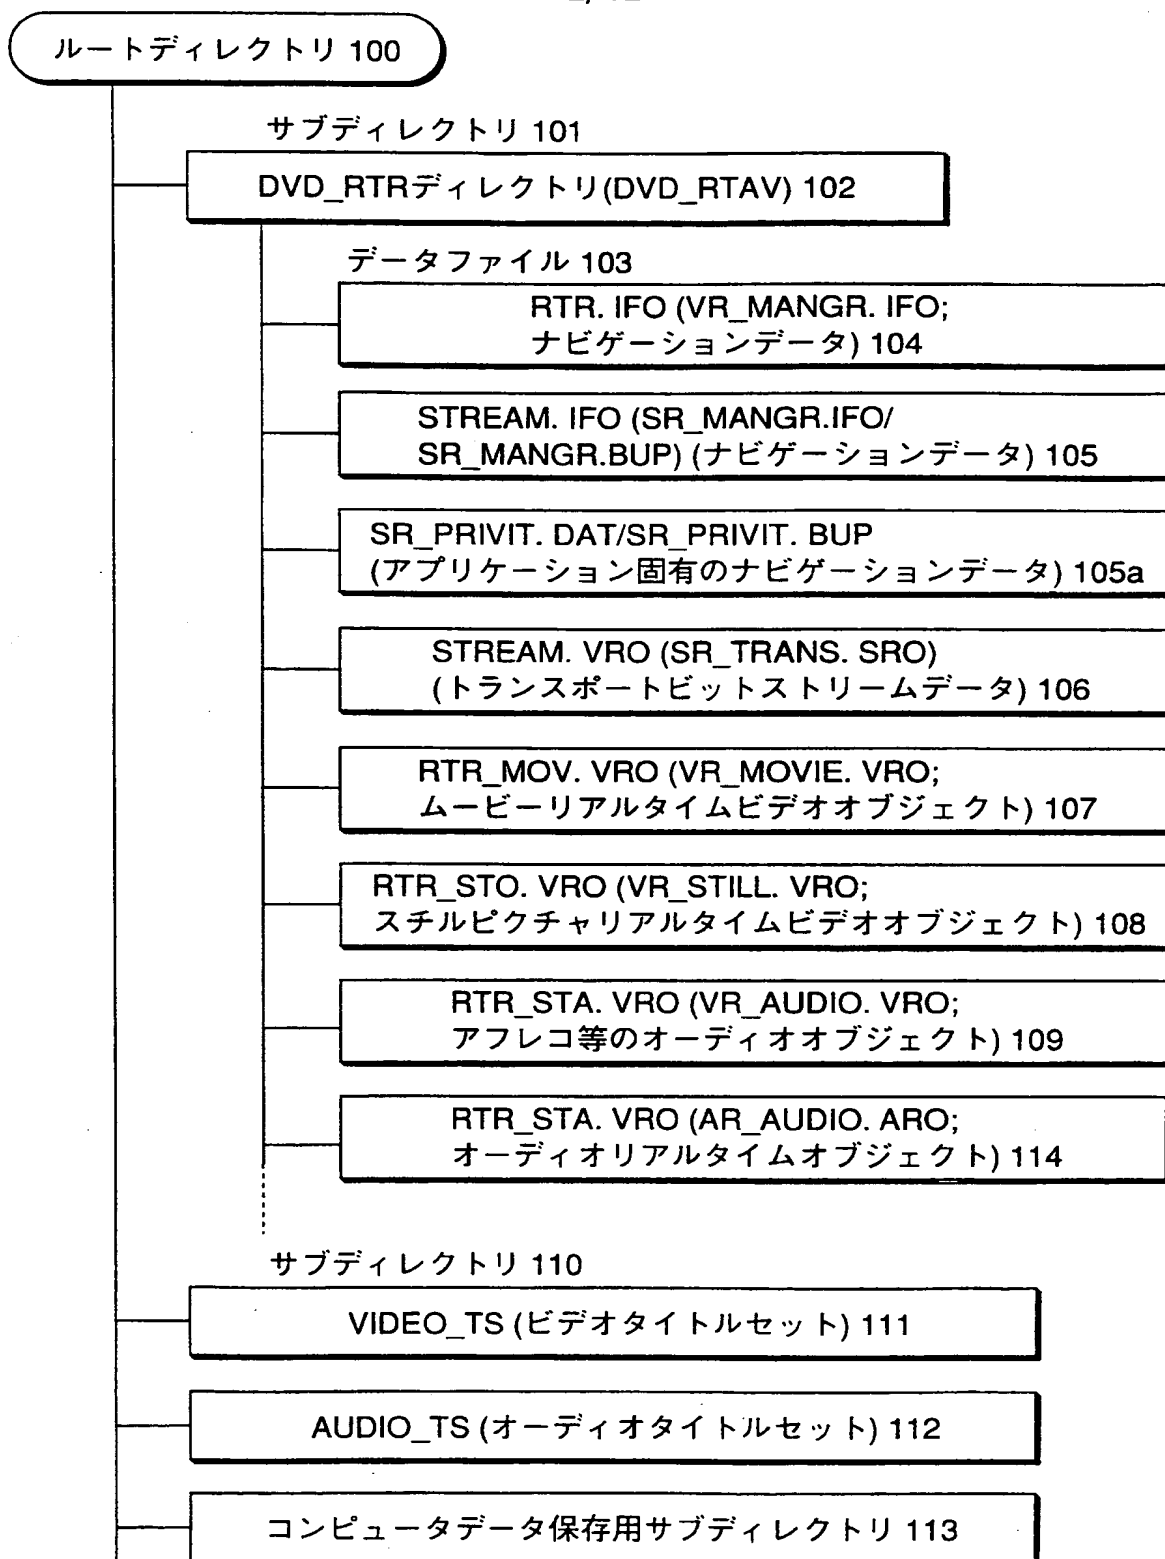 ルートディレクトリ 100
サブディレクトリ 101
DVD_RTRディレクトリ(DVD_RTAV) 102
データファイル 103
RTR. IFO (VR_MANGR. IFO;
ナビゲーションデータ) 104
STREAM. IFO (SR_MANGR.IFO/
SR_MANGR.BUP) (ナビゲーションデータ) 105
SR_PRIVIT. DAT/SR_PRIVIT. BUP
(アプリケーション固有のナビゲーションデータ) 105a
STREAM. VRO (SR_TRANS. SRO)
(トランスポートビットストリームデータ) 106
RTR_MOV. VRO (VR_MOVIE. VRO;
ムービーリアルタイムビデオオブジェクト) 107
RTR_STO. VRO (VR_STILL. VRO;
スチルピクチャリアルタイムビデオオブジェクト) 108
RTR_STA. VRO (VR_AUDIO. VRO;
アフレコ等のオーディオオブジェクト) 109
RTR_STA. VRO (AR_AUDIO. ARO;
オーディオリアルタイムオブジェクト) 114
サブディレクトリ 110
VIDEO_TS (ビデオタイトルセット) 111
AUDIO_TS (オーディオタイトルセット) 112
コンピュータデータ保存用サブディレクトリ 113